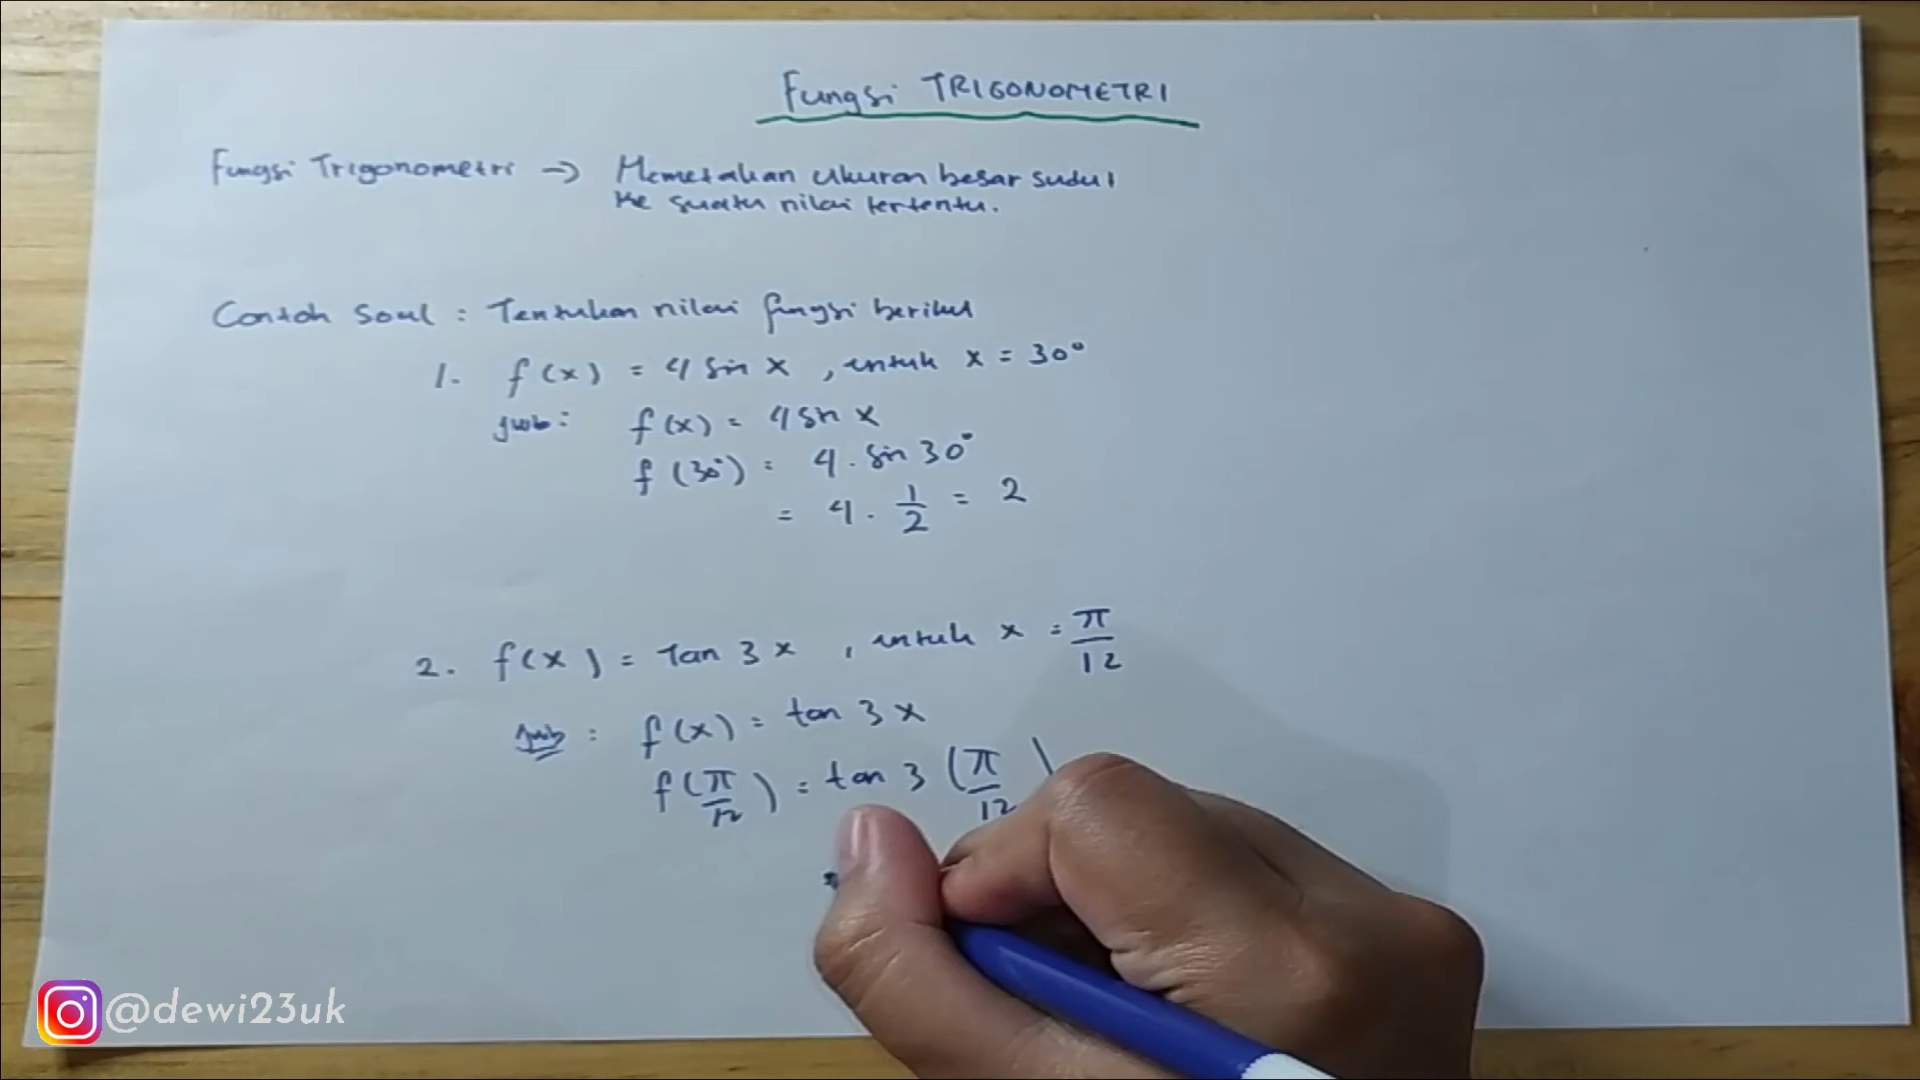 Fungsi TRIGONOMETRI
Fungsi Trigonometri → Memetakan ukuran besar sudut
ke suatu nilai tertentu.
Contoh soal : Tentukan nilai fungsi berikut
1. f(x) = 4 sin x , untuk x = 30°
jwb : f(x) = 4 sin x
f (30°) = 4 . sin 30°
= 4 . 1/2 = 2
2. f(x) = Tan 3x , untuk x = π/12
jwb : f(x) = tan 3x
f(π/12) = tan 3 (π/12)
@dewi23uk